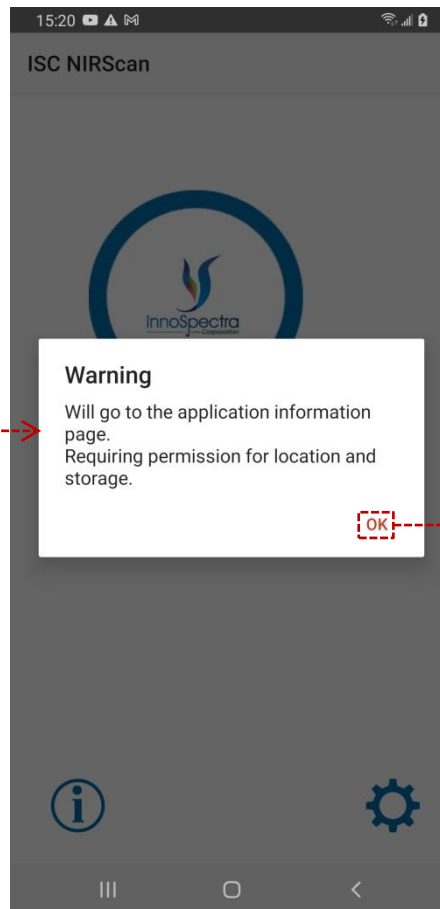 15:20
ISC NIRScan
InnoSpectra
Corporation
Warning
Will go to the application information
page.
Requiring permission for location and
storage.
OK
i